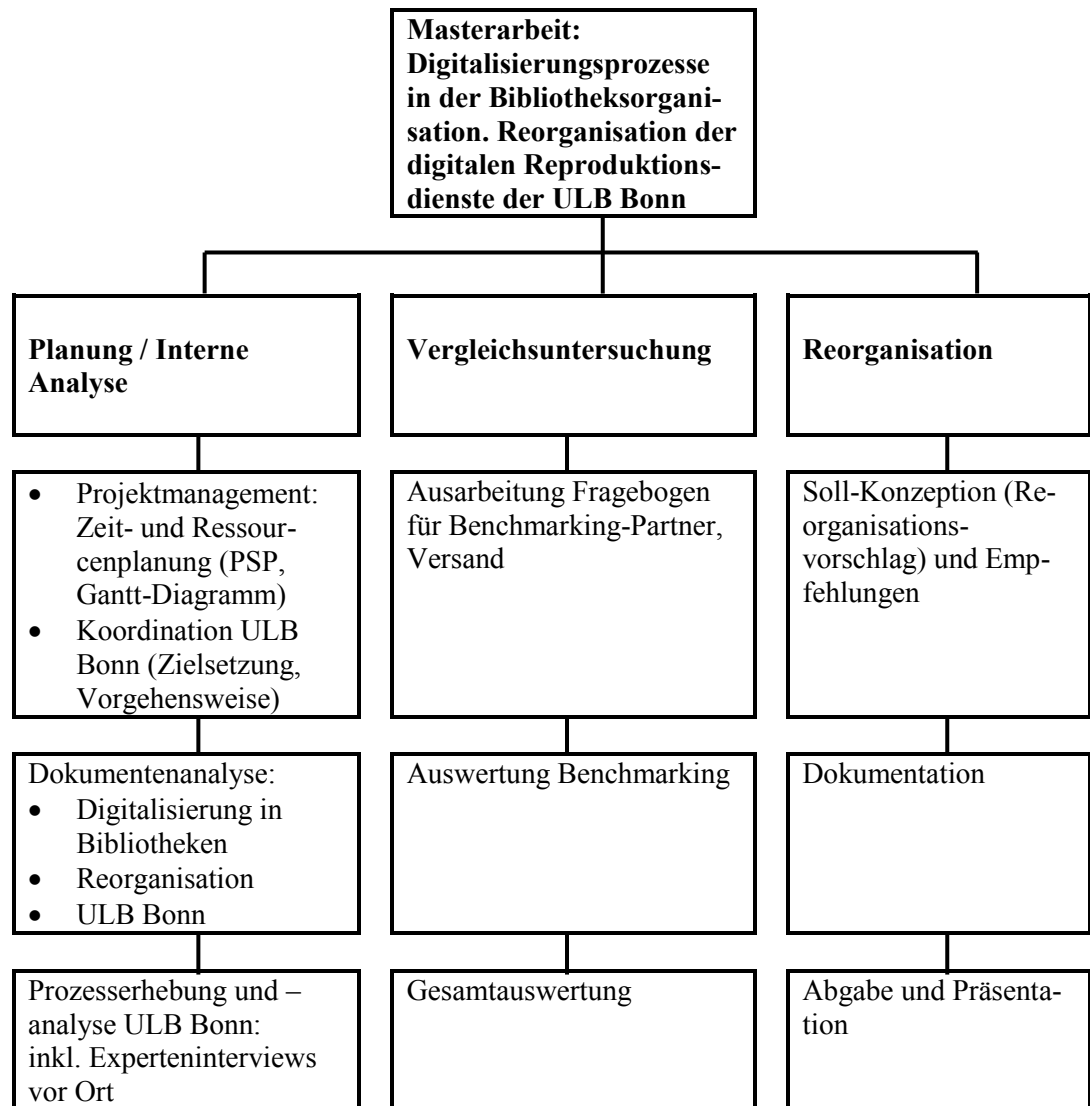 Masterarbeit:
Digitalisierungsprozesse
in der Bibliotheksorgani-
sation. Reorganisation der
digitalen Reproduktions-
dienste der ULB Bonn
Planung / Interne
Analyse
Vergleichsuntersuchung
Reorganisation
• Projektmanagement:
Zeit- und Ressour-
cenplanung (PSP,
Gantt-Diagramm)
• Koordination ULB
Bonn (Zielsetzung,
Vorgehensweise)
Ausarbeitung Fragebogen
für Benchmarking-Partner,
Versand
Soll-Konzeption (Re-
organisations-
vorschlag) und Emp-
fehlungen
Dokumentenanalyse:
• Digitalisierung in
Bibliotheken
• Reorganisation
• ULB Bonn
Auswertung Benchmarking
Dokumentation
Prozesserhebung und –
analyse ULB Bonn:
inkl. Experteninterviews
vor Ort
Gesamtauswertung
Abgabe und Präsenta-
tion